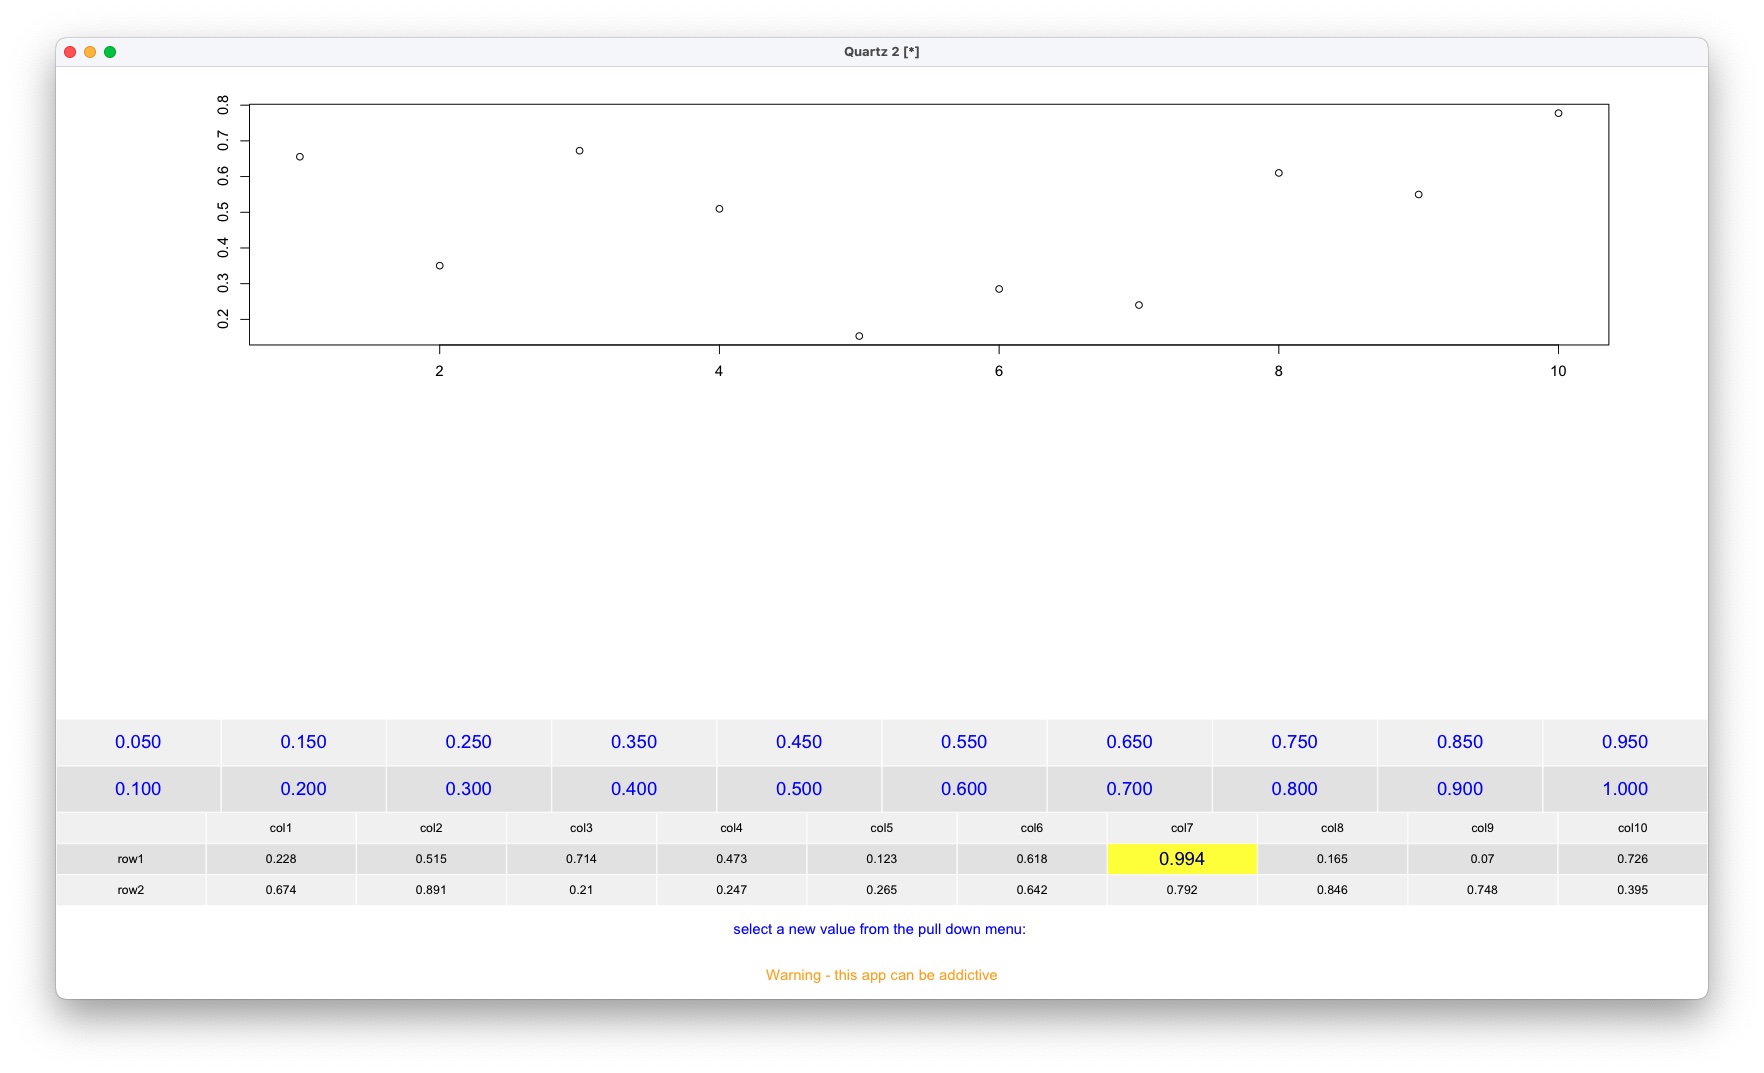 Quartz 2 [*]
0.8
0.7
0.6
0.5
0.4
0.3
0.2
2 4 6 8 10
0.050 0.150 0.250 0.350 0.450 0.550 0.650 0.750 0.850 0.950
0.100 0.200 0.300 0.400 0.500 0.600 0.700 0.800 0.900 1.000
col1 col2 col3 col4 col5 col6 col7 col8 col9 col10
row1 0.228 0.515 0.714 0.473 0.123 0.618 0.994 0.165 0.07 0.726
row2 0.674 0.891 0.21 0.247 0.265 0.642 0.792 0.846 0.748 0.395
select a new value from the pull down menu:
Warning - this app can be addictive